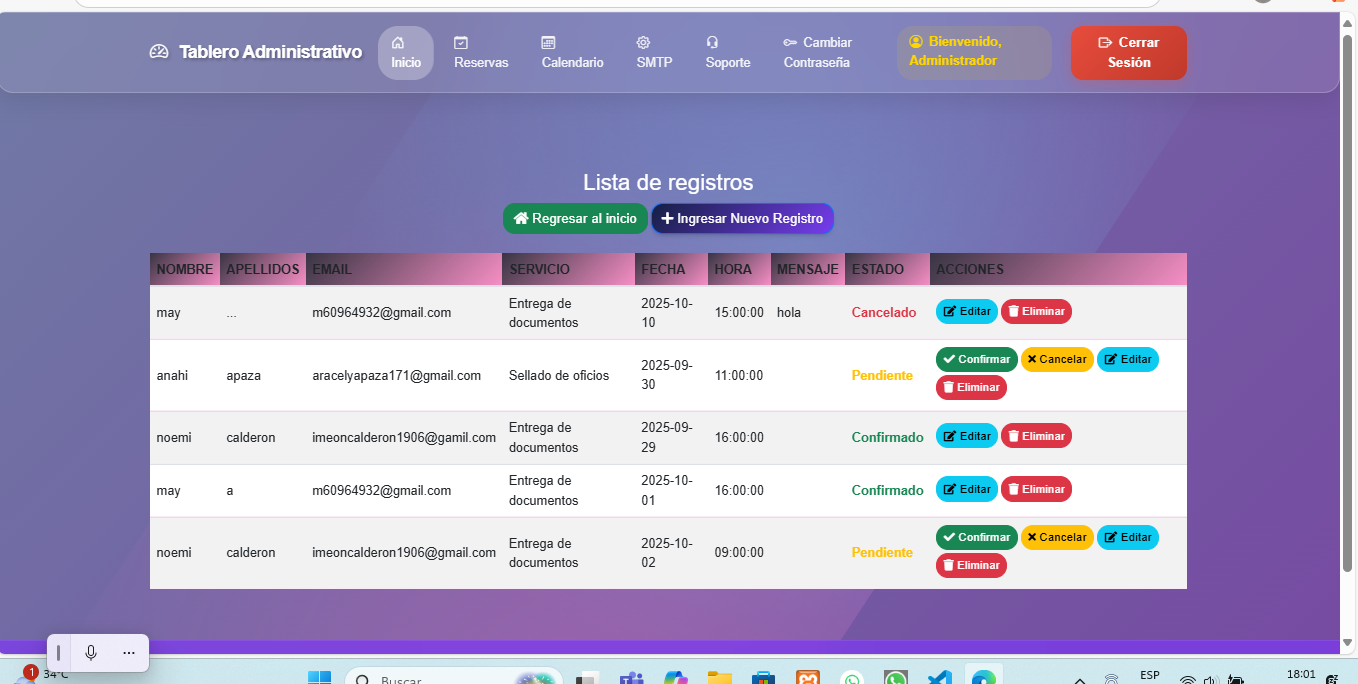 Tablero Administrativo
Inicio
Reservas
Calendario
SMTP
Soporte
Cambiar
Contraseña
Bienvenido,
Administrador
Cerrar
Sesión
Lista de registros
Regresar al inicio
Ingresar Nuevo Registro
NOMBRE APELLIDOS EMAIL SERVICIO FECHA HORA MENSAJE ESTADO ACCIONES
may ... m60964932@gmail.com Entrega de
documentos 2025-10-
10 15:00:00 hola Cancelado Editar Eliminar
anahi apaza aracelyapaza171@gmail.com Sellado de oficios 2025-09-
30 11:00:00 Pendiente Confirmar Cancelar Editar
Eliminar
noemi calderon imeoncalderon1906@gamil.com Entrega de
documentos 2025-09-
29 16:00:00 Confirmado Editar Eliminar
may a m60964932@gmail.com Entrega de
documentos 2025-10-
01 16:00:00 Confirmado Editar Eliminar
noemi calderon imeoncalderon1906@gmail.com Entrega de
documentos 2025-10-
02 09:00:00 Pendiente Confirmar Cancelar Editar
Eliminar
1
34°C
Buscar
ESP
18:01